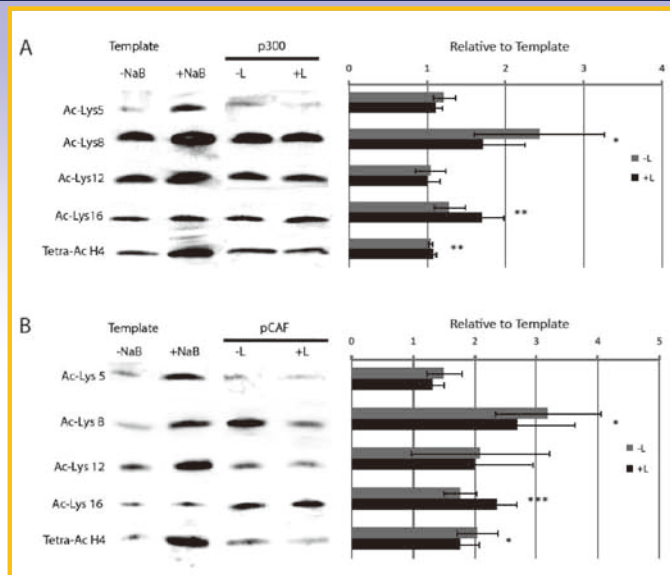 A
Template p300
-NaB +NaB -L +L
Ac-Lys5
Ac-Lys8
Ac-Lys12
Ac-Lys16
Tetra-Ac H4
Relative to Template
0 1 2 3 4
*
**
**
-L
+L
B
Template pCAF
-NaB +NaB -L +L
Ac-Lys 5
Ac-Lys 8
Ac-Lys 12
Ac-Lys 16
Tetra-Ac H4
Relative to Template
0 1 2 3 4 5
*
***
*
-L
+L